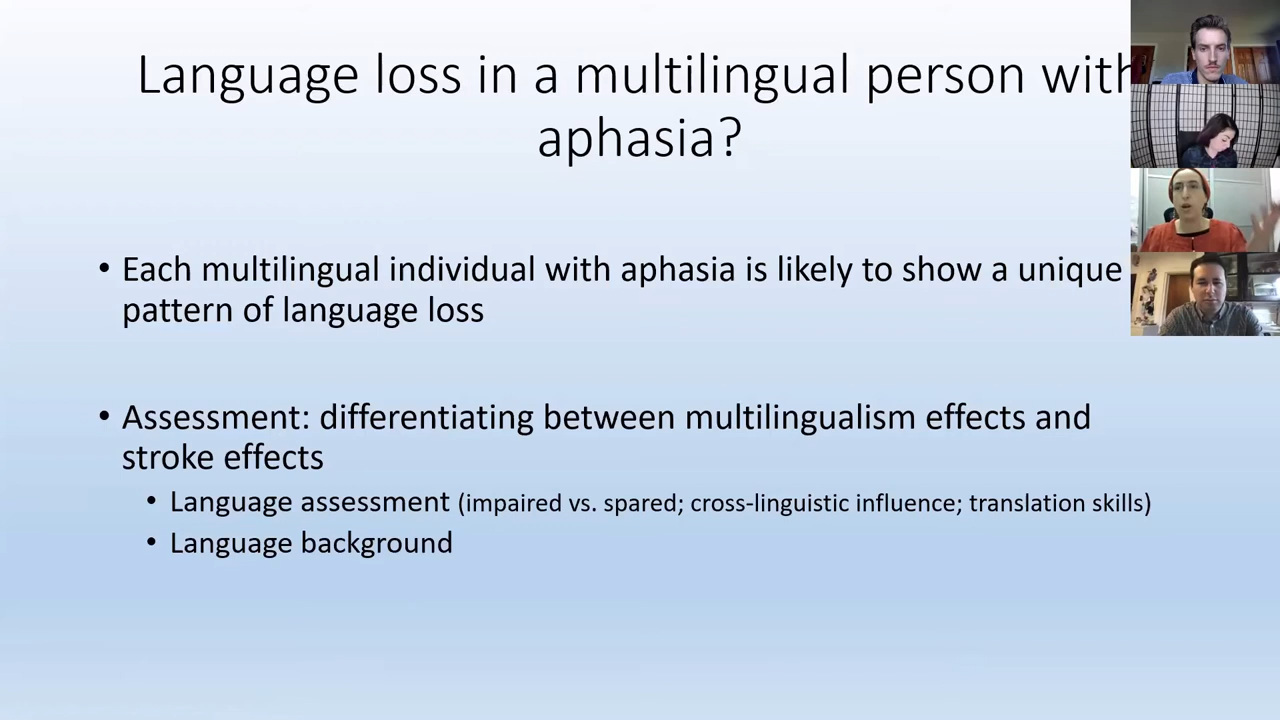 Language loss in a multilingual person with
aphasia?
• Each multilingual individual with aphasia is likely to show a unique
pattern of language loss
• Assessment: differentiating between multilingualism effects and
stroke effects
• Language assessment (impaired vs. spared; cross-linguistic influence; translation skills)
• Language background